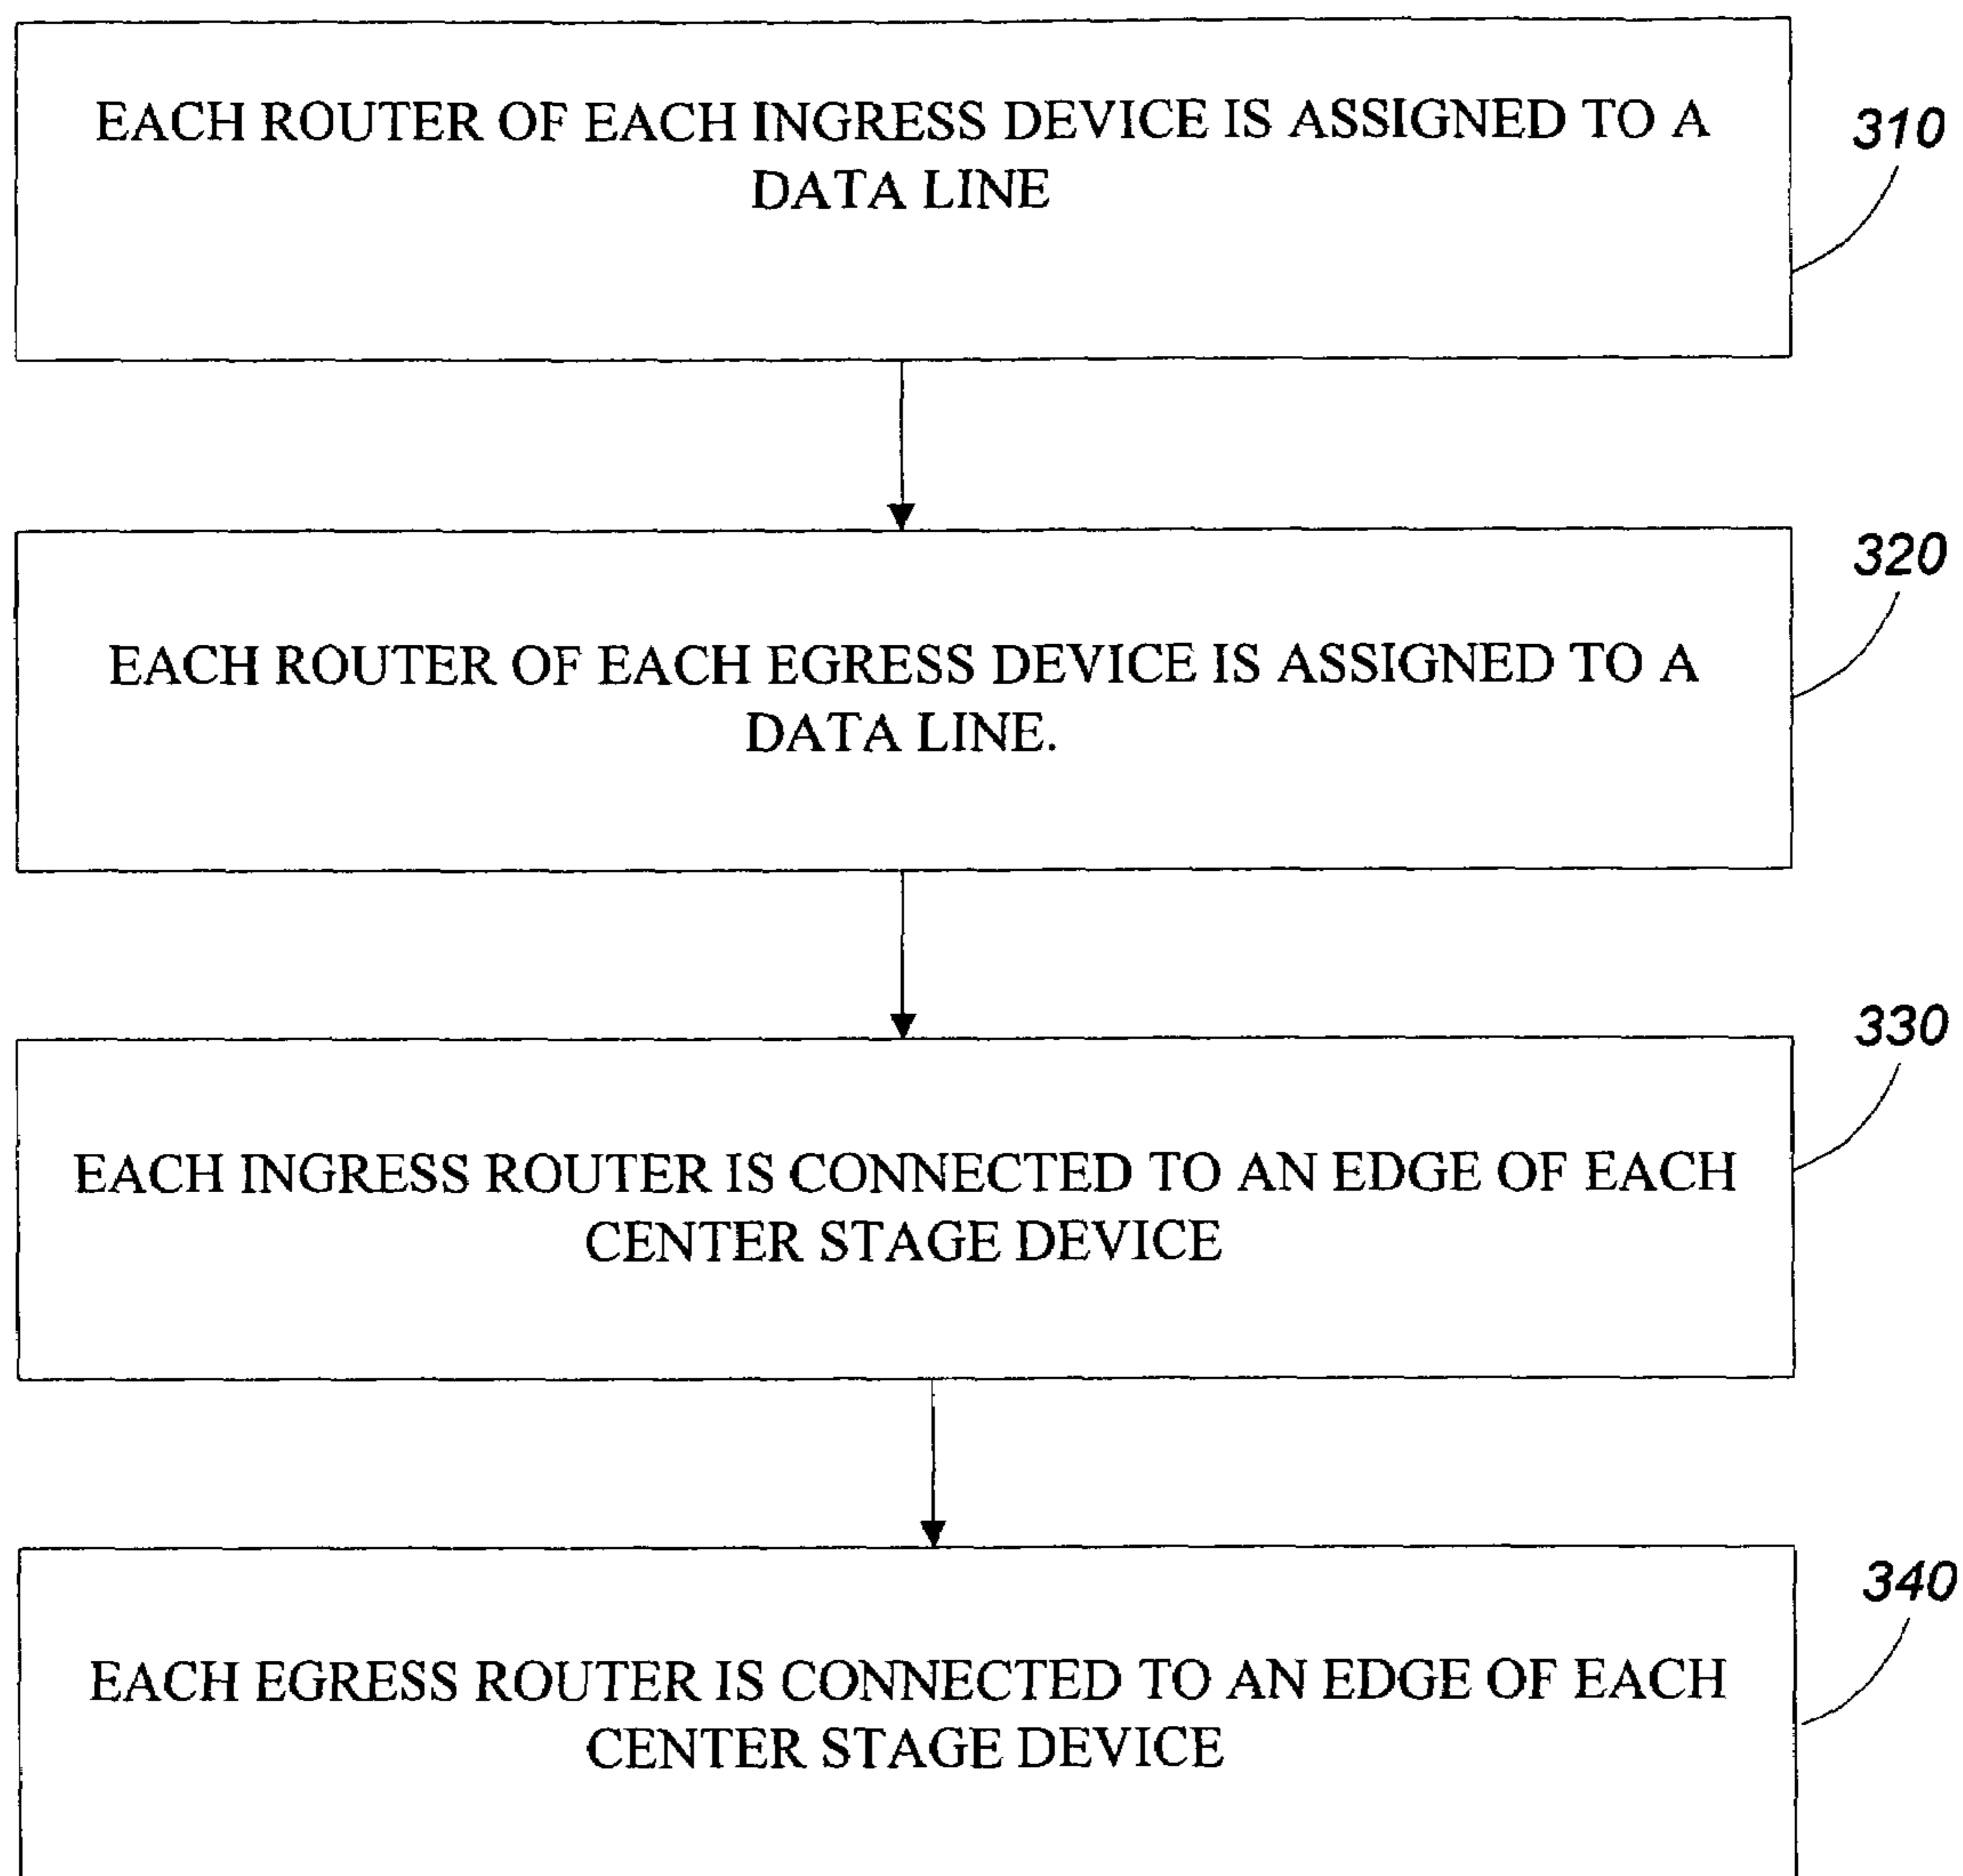 EACH ROUTER OF EACH INGRESS DEVICE IS ASSIGNED TO A
DATA LINE
310
EACH ROUTER OF EACH EGRESS DEVICE IS ASSIGNED TO A
DATA LINE.
320
EACH INGRESS ROUTER IS CONNECTED TO AN EDGE OF EACH
CENTER STAGE DEVICE
330
EACH EGRESS ROUTER IS CONNECTED TO AN EDGE OF EACH
CENTER STAGE DEVICE
340